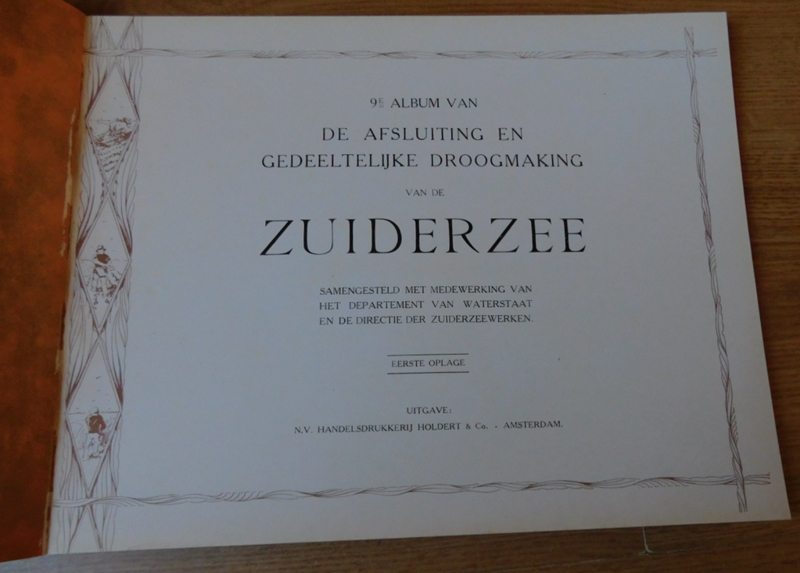 9e ALBUM VAN
DE AFSLUITING EN
GEDEELTELIJKE DROOGMAKING
VAN DE
ZUIDERZEE
SAMENGESTELD MET MEDEWERKING VAN
HET DEPARTEMENT VAN WATERSTAAT
EN DE DIRECTIE DER ZUIDERZEEWERKEN.
EERSTE OPLAGE
UITGAVE:
N.V. HANDELSDRUKKERIJ HOLDERT & Co. - AMSTERDAM.